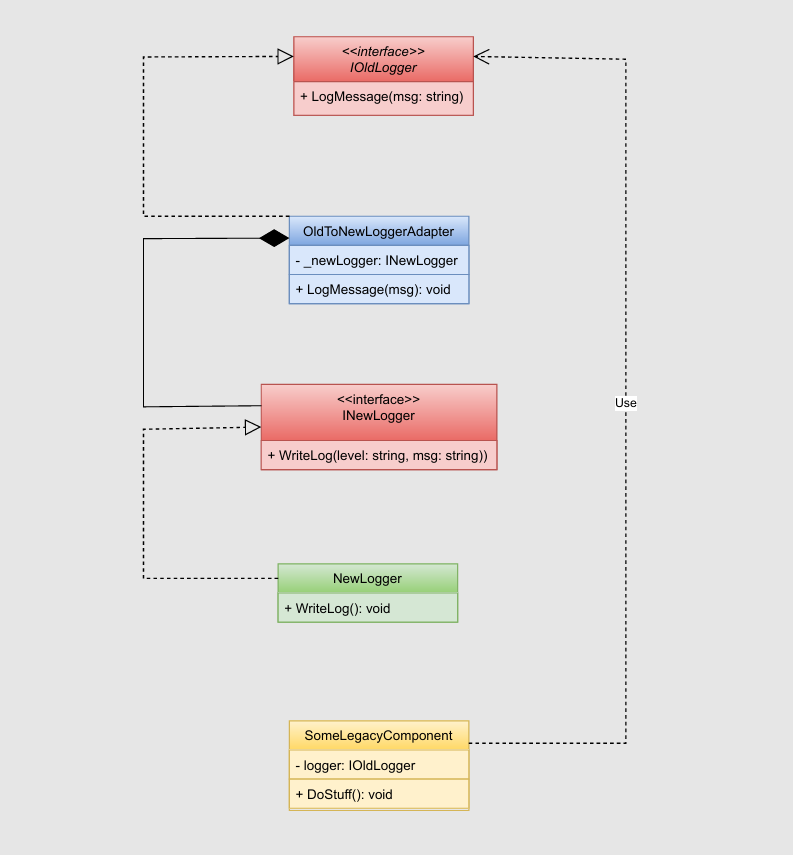 <<interface>>
IOldLogger
+ LogMessage(msg: string)
OldToNewLoggerAdapter
- _newLogger: INewLogger
+ LogMessage(msg): void
<<interface>>
INewLogger
+ WriteLog(level: string, msg: string))
Use
NewLogger
+ WriteLog(): void
SomeLegacyComponent
- logger: IOldLogger
+ DoStuff(): void